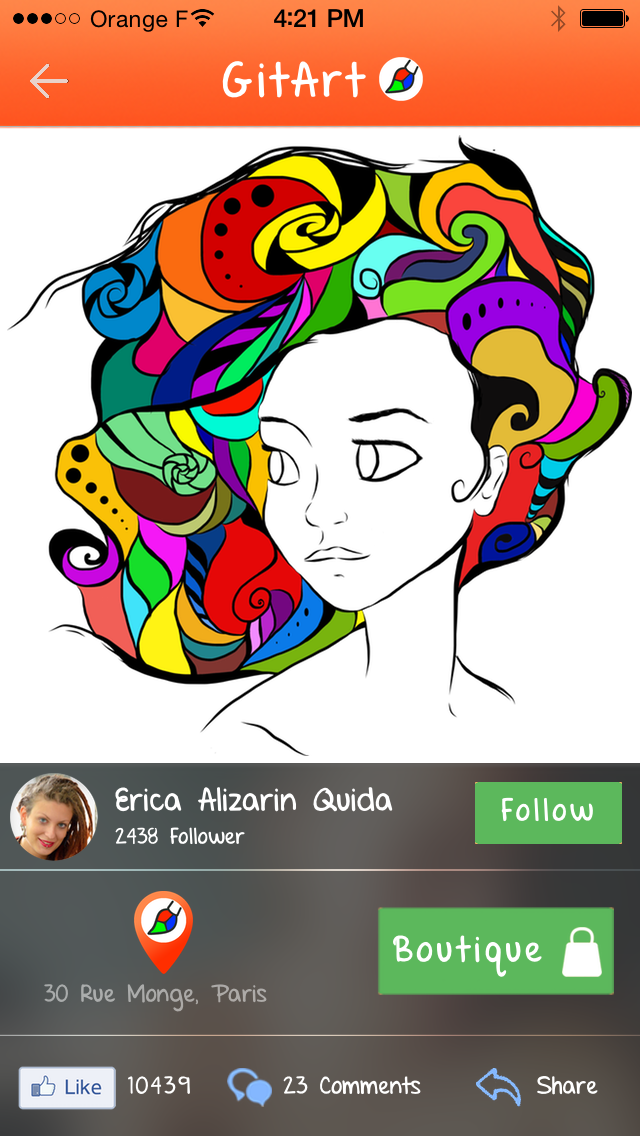 Orange F 4:21 PM
GitArt
Erica Alizarin Quida
2438 Follower
Follow
30 Rue Monge, Paris
Boutique
Like 10439 23 Comments Share